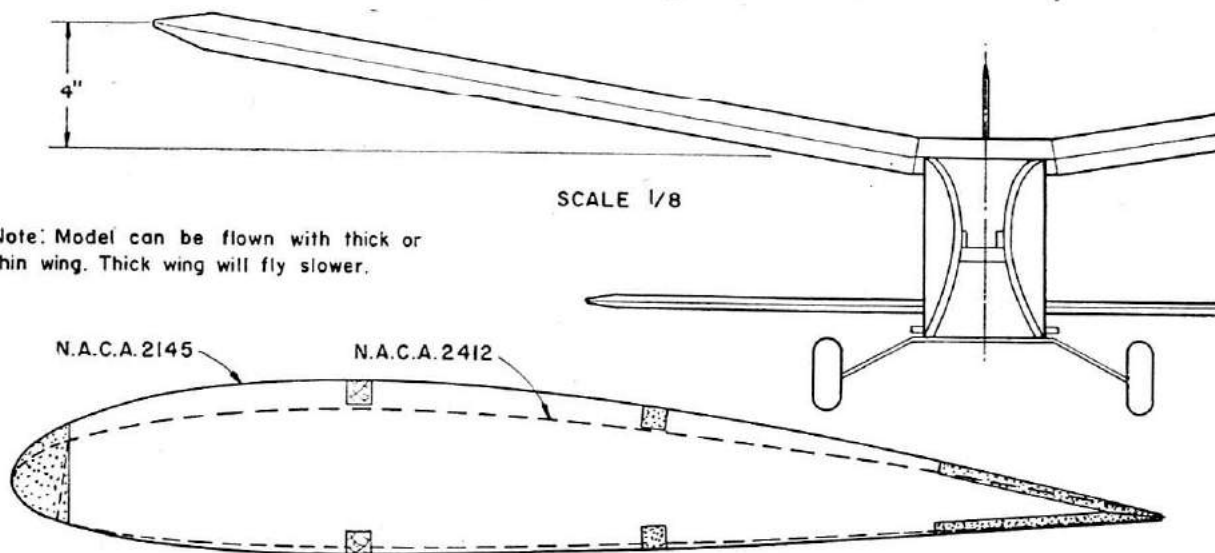 4"
SCALE 1/8
Note: Model can be flown with thick or
thin wing. Thick wing will fly slower.
N.A.C.A. 2145
N.A.C.A. 2412